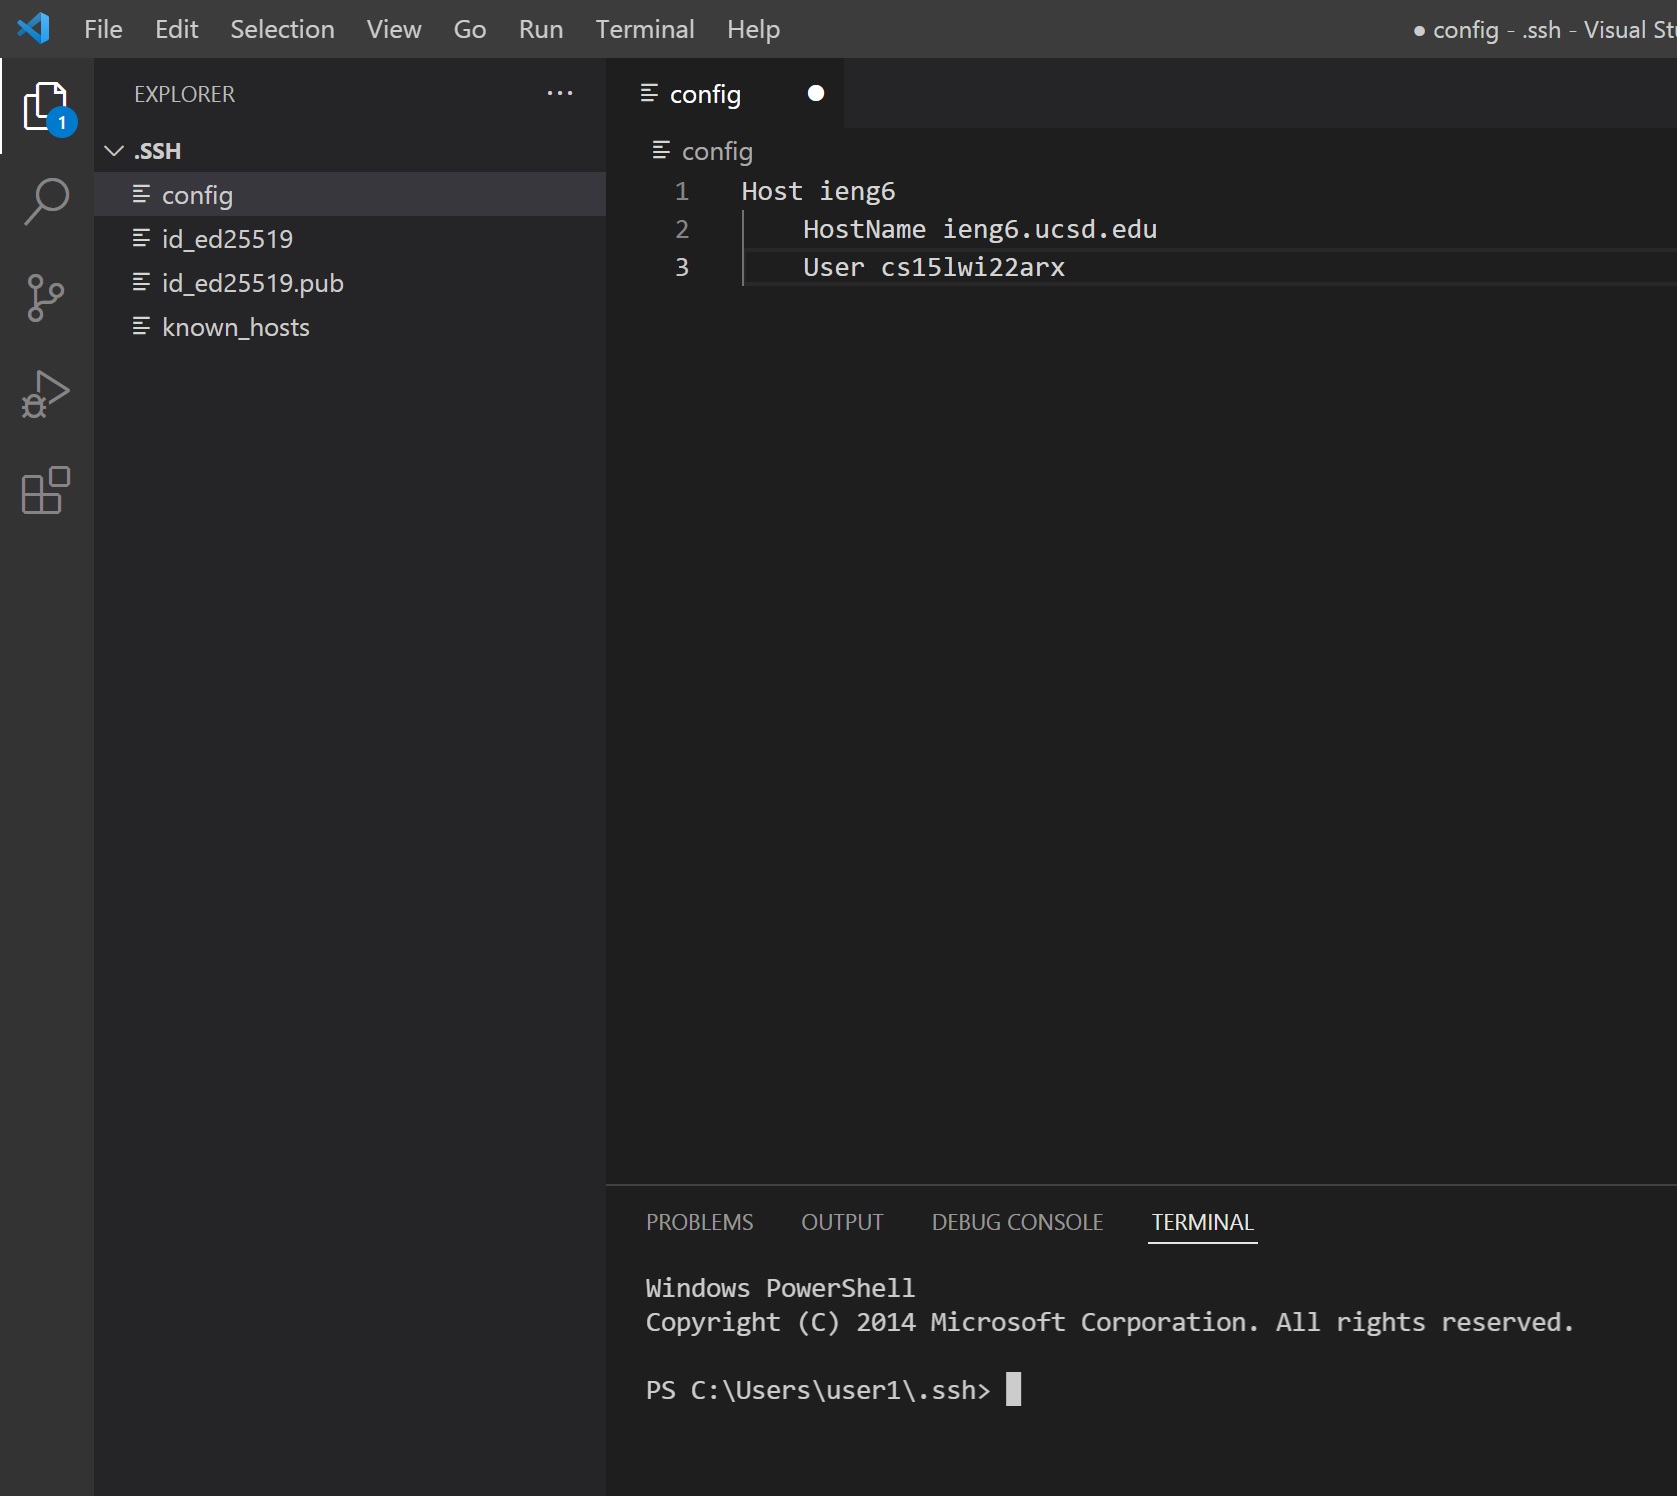 File Edit Selection View Go Run Terminal Help
● config - .ssh - Visual
EXPLORER ...
1
.SSH
config
id_ed25519
id_ed25519.pub
known_hosts
config ●
config
1 Host ieng6
2 HostName ieng6.ucsd.edu
3 User cs15lwi22arx
PROBLEMS OUTPUT DEBUG CONSOLE TERMINAL
Windows PowerShell
Copyright (C) 2014 Microsoft Corporation. All rights reserved.
PS C:\Users\user1\.ssh>